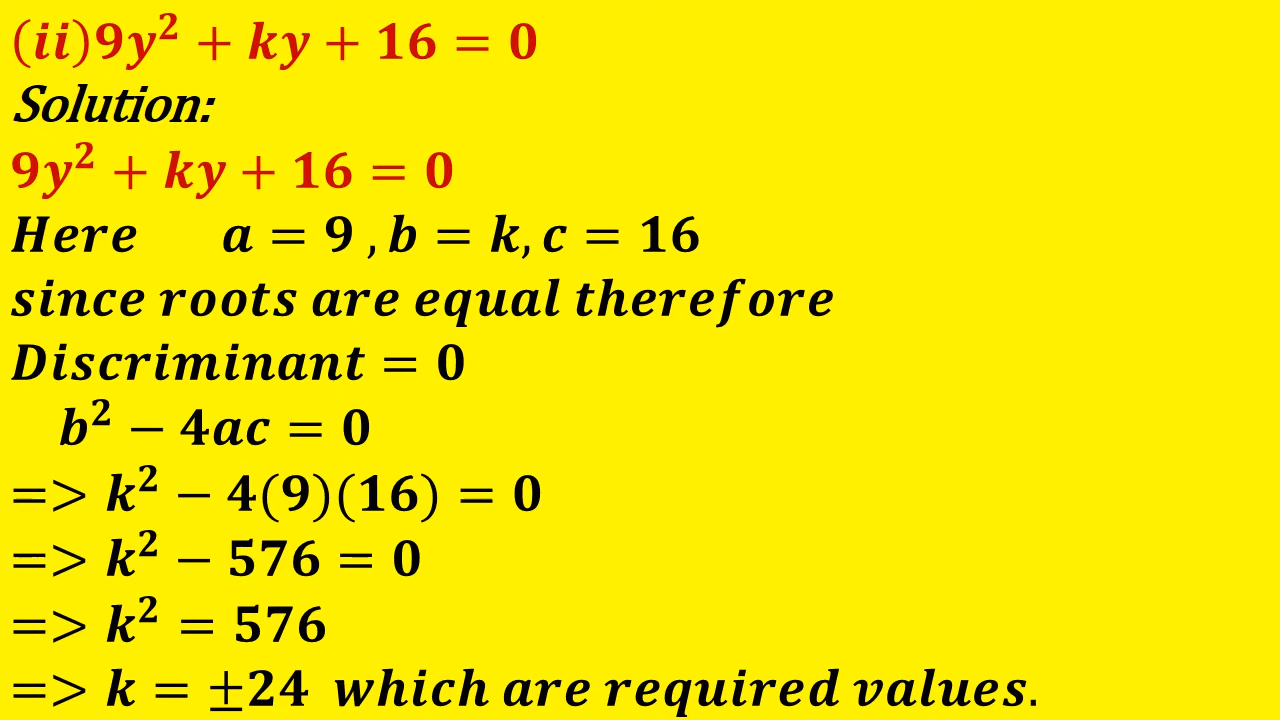 (ii)9y² + ky + 16 = 0
Solution:
9y² + ky + 16 = 0
Here a = 9 , b = k, c = 16
since roots are equal therefore
Discriminant = 0
b² − 4ac = 0
=> k² − 4(9)(16) = 0
=> k² − 576 = 0
=> k² = 576
=> k = ±24 which are required values.